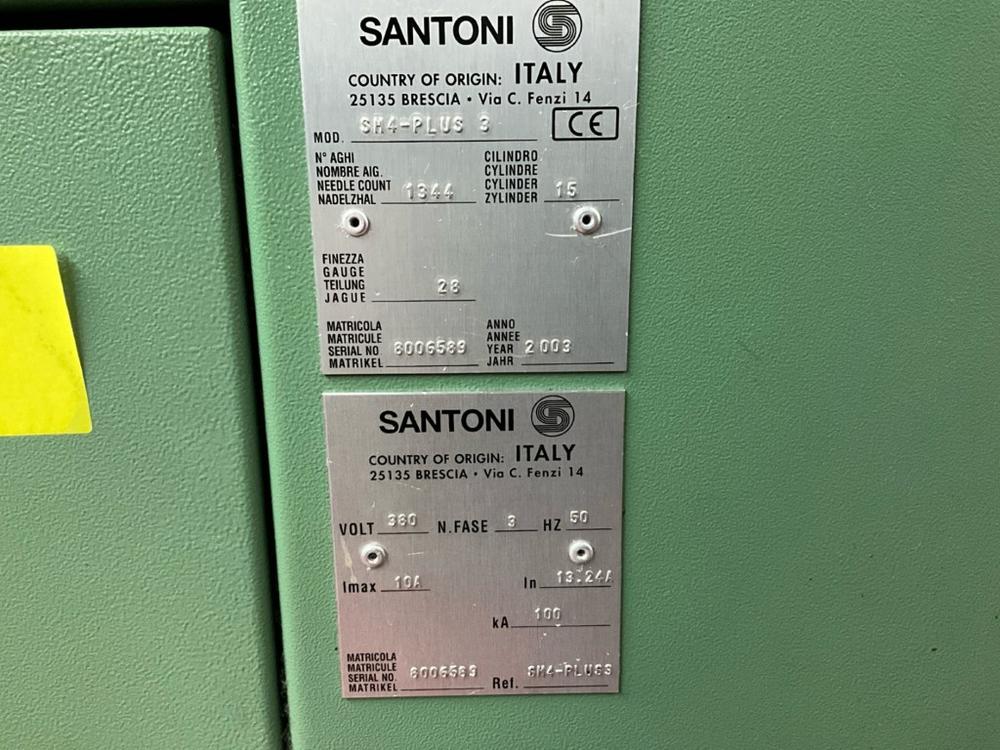 SANTONI
COUNTRY OF ORIGIN: ITALY
25135 BRESCIA • Via C. Fenzi 14
MOD. SM4-PLUS 3 CE
N° AGHI
NOMBRE AIG.
NEEDLE COUNT
NADELZHAL 1344
CILINDRO
CYLINDRE
CYLINDER
ZYLINDER 15
FINEZZA
GAUGE
TEILUNG
JAGUE 28
MATRICOLA
MATRICULE
SERIAL NO. 6006589
MATRIKEL
ANNO
ANNEE
YEAR 2003
JAHR
SANTONI
COUNTRY OF ORIGIN: ITALY
25135 BRESCIA • Via C. Fenzi 14
VOLT 380 N.FASE 3 HZ 50
Imax 10A In 13.24A
kA 100
MATRICOLA
MATRICULE
SERIAL NO. 6006589
MATRIKEL
Ref. SM4-PLUS3